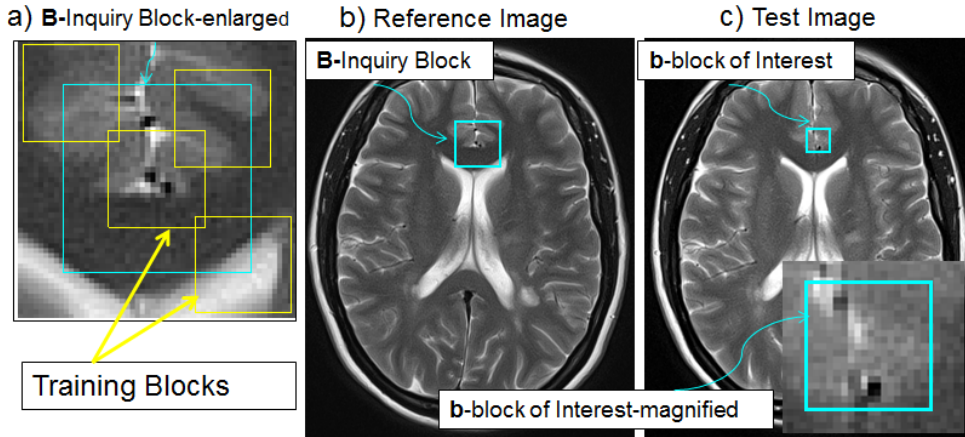 a) B-Inquiry Block-enlarged
b) Reference Image
c) Test Image
B-Inquiry Block
b-block of Interest
Training Blocks
b-block of Interest-magnified